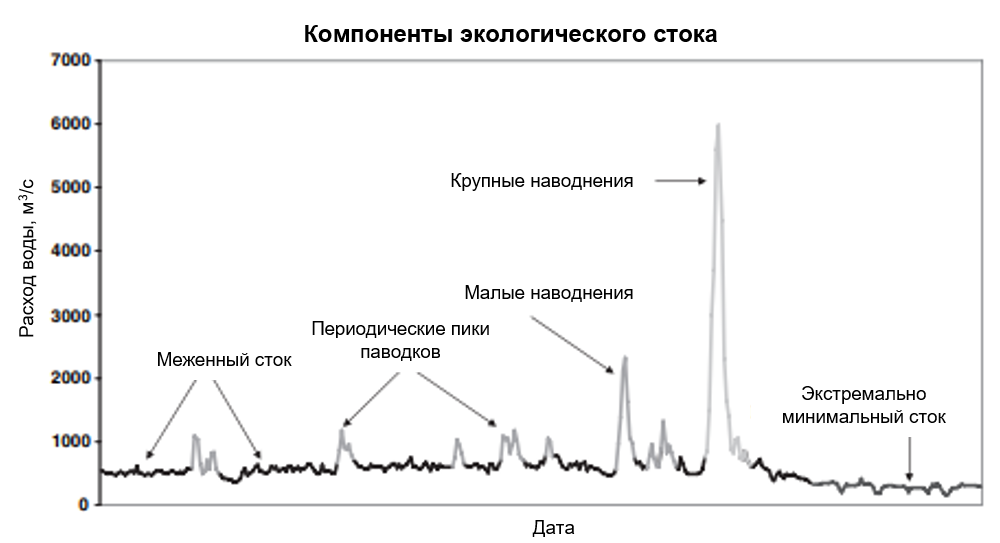 Компоненты экологического стока
7000
6000
5000
4000
3000
2000
1000
0
Расход воды, м³/с
Крупные наводнения
Малые наводнения
Периодические пики
паводков
Меженный сток
Экстремально
минимальный сток
Дата